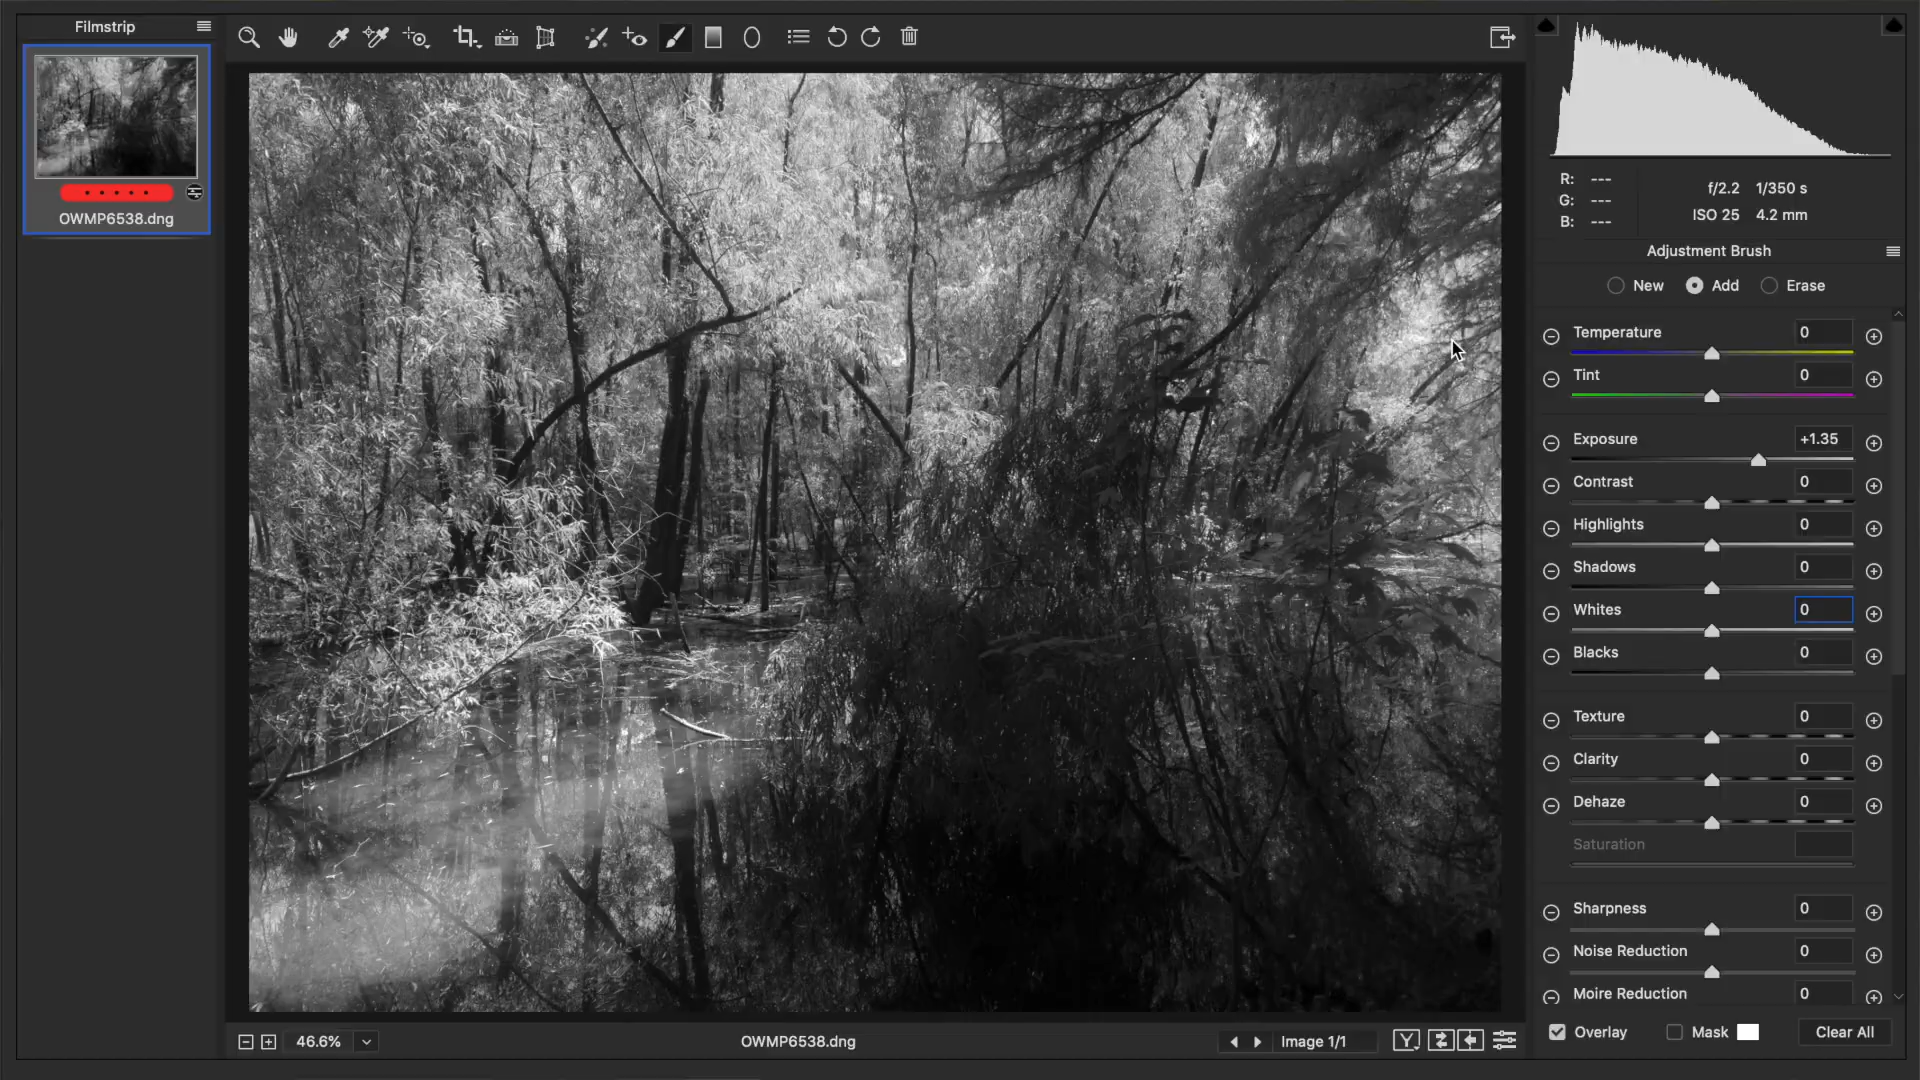 Filmstrip
OWMP6538.dng
R: ---
G: ---
B: ---
f/2.2 1/350 s
ISO 25 4.2 mm
Adjustment Brush
New Add Erase
Temperature 0
Tint 0
Exposure +1.35
Contrast 0
Highlights 0
Shadows 0
Whites 0
Blacks 0
Texture 0
Clarity 0
Dehaze 0
Saturation
Sharpness 0
Noise Reduction 0
Moire Reduction 0
46.6%
OWMP6538.dng
Image 1/1
Y
Overlay Mask Clear All